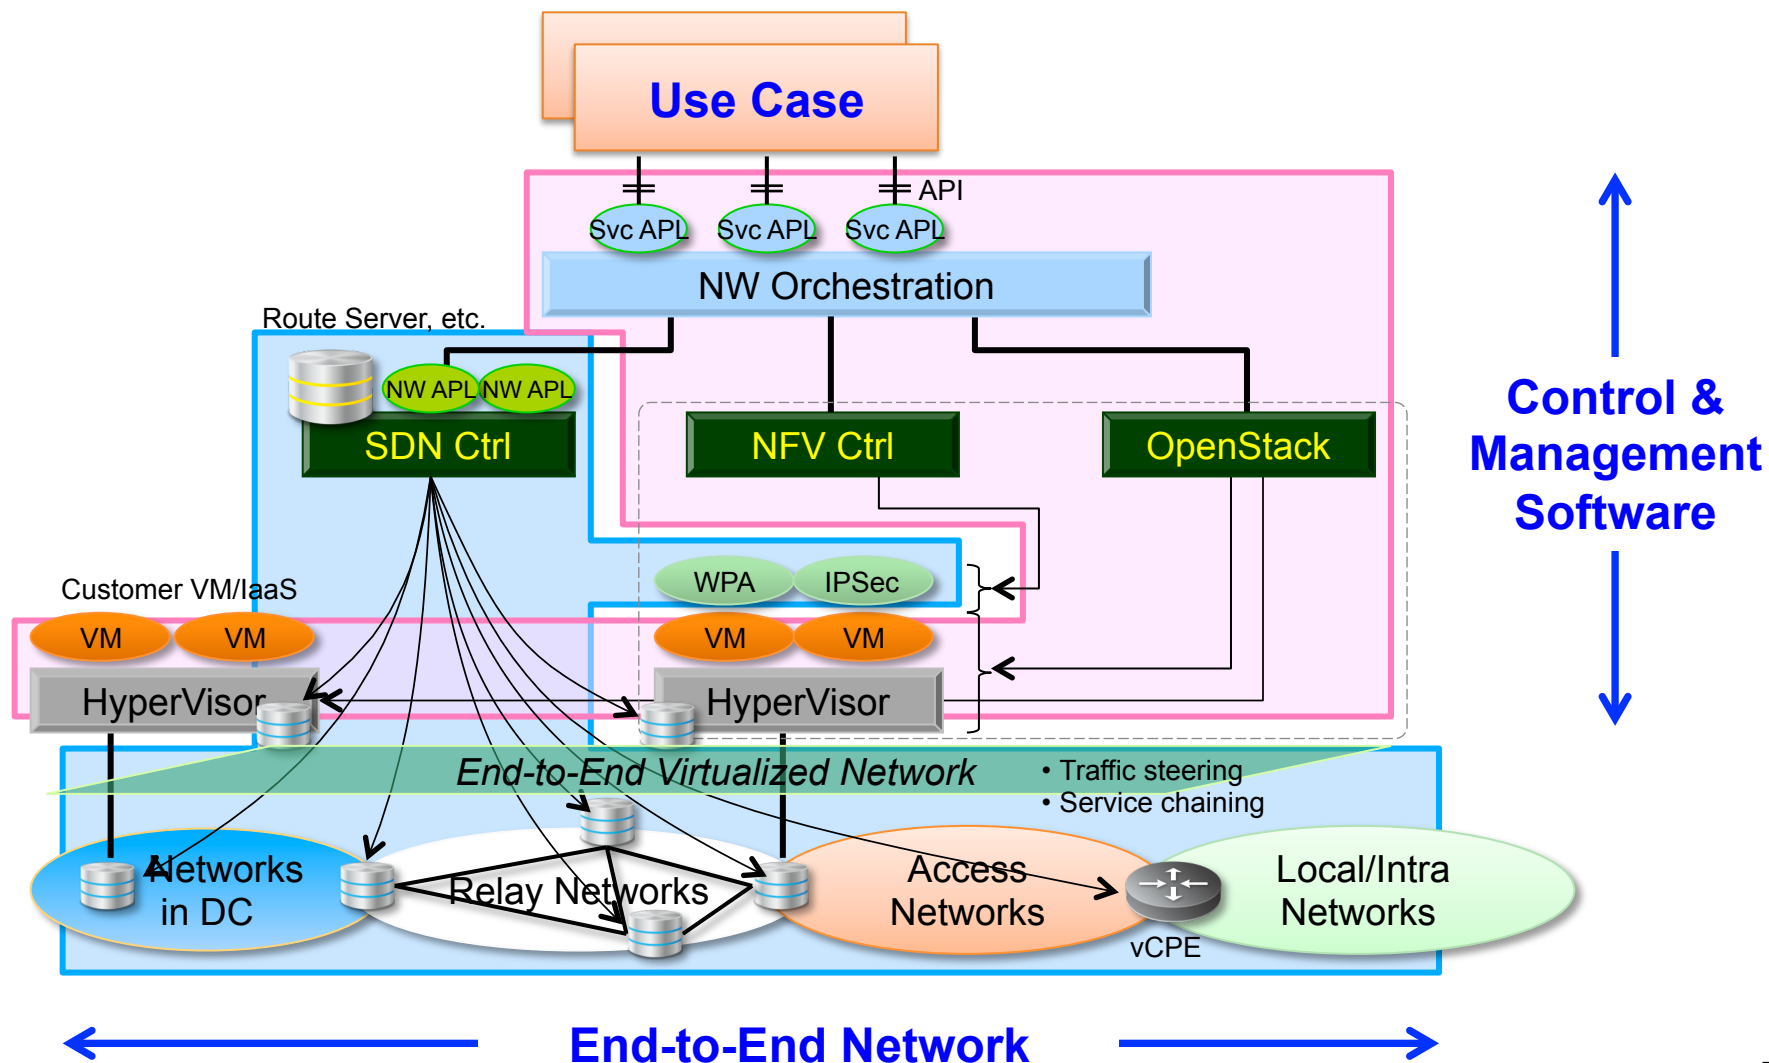 Use Case
API
Svc APL
Svc APL
Svc APL
NW Orchestration
Route Server, etc.
NW APL
NW APL
SDN Ctrl
NFV Ctrl
OpenStack
Control &
Management
Software
WPA
IPSec
Customer VM/IaaS
VM
VM
VM
VM
HyperVisor
HyperVisor
End-to-End Virtualized Network
• Traffic steering
• Service chaining
Networks
in DC
Relay Networks
Access
Networks
Local/Intra
Networks
vCPE
End-to-End Network